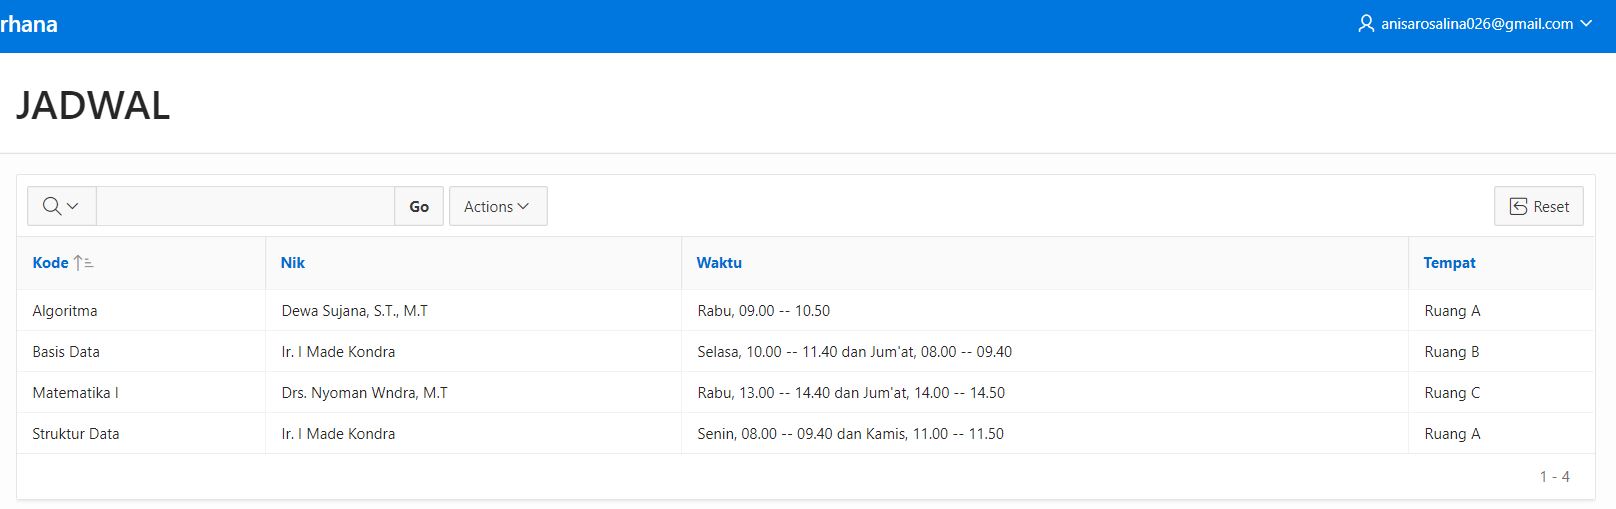 rhana anisarosalina026@gmail.com
JADWAL
Go Actions Reset
Kode Nik Waktu Tempat
Algoritma Dewa Sujana, S.T., M.T Rabu, 09.00 -- 10.50 Ruang A
Basis Data Ir. I Made Kondra Selasa, 10.00 -- 11.40 dan Jum'at, 08.00 -- 09.40 Ruang B
Matematika I Drs. Nyoman Wndra, M.T Rabu, 13.00 -- 14.40 dan Jum'at, 14.00 -- 14.50 Ruang C
Struktur Data Ir. I Made Kondra Senin, 08.00 -- 09.40 dan Kamis, 11.00 -- 11.50 Ruang A
1 - 4